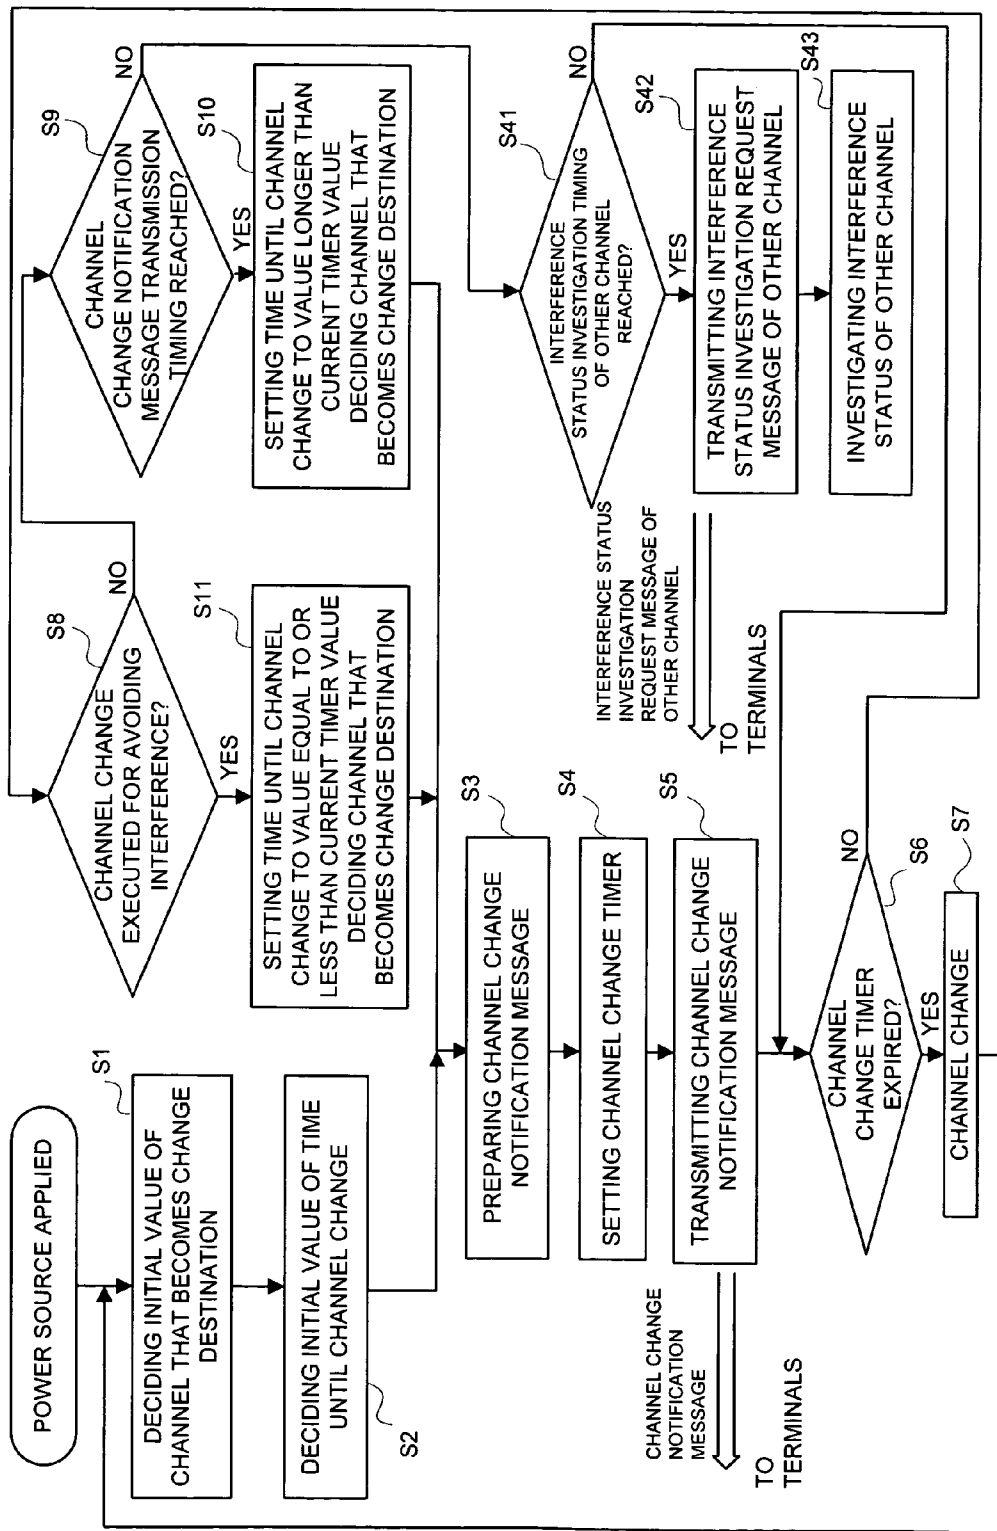 POWER SOURCE APPLIED
S1
DECIDING INITIAL VALUE OF
CHANNEL THAT BECOMES CHANGE
DESTINATION
DECIDING INITIAL VALUE OF TIME
UNTIL CHANNEL CHANGE
S2
S8
CHANNEL CHANGE
EXECUTED FOR AVOIDING
INTERFERENCE?
NO
YES
S11
SETTING TIME UNTIL CHANNEL
CHANGE TO VALUE EQUAL TO OR
LESS THAN CURRENT TIMER VALUE
DECIDING CHANNEL THAT
BECOMES CHANGE DESTINATION
S9
CHANNEL
CHANGE NOTIFICATION
MESSAGE TRANSMISSION
TIMING REACHED?
NO
YES
S10
SETTING TIME UNTIL CHANNEL
CHANGE TO VALUE LONGER THAN
CURRENT TIMER VALUE
DECIDING CHANNEL THAT
BECOMES CHANGE DESTINATION
S3
PREPARING CHANNEL CHANGE
NOTIFICATION MESSAGE
S4
SETTING CHANNEL CHANGE TIMER
S5
TRANSMITTING CHANNEL CHANGE
NOTIFICATION MESSAGE
CHANNEL CHANGE
NOTIFICATION
MESSAGE
TO
TERMINALS
CHANNEL
CHANGE TIMER
EXPIRED?
NO
S6
YES
S7
CHANNEL CHANGE
S41
INTERFERENCE
STATUS INVESTIGATION TIMING
OF OTHER CHANNEL
REACHED?
NO
YES
S42
TRANSMITTING INTERFERENCE
STATUS INVESTIGATION REQUEST
MESSAGE OF OTHER CHANNEL
S43
INVESTIGATING INTERFERENCE
STATUS OF OTHER CHANNEL
INTERFERENCE STATUS
INVESTIGATION
REQUEST MESSAGE OF
OTHER CHANNEL
TO
TERMINALS